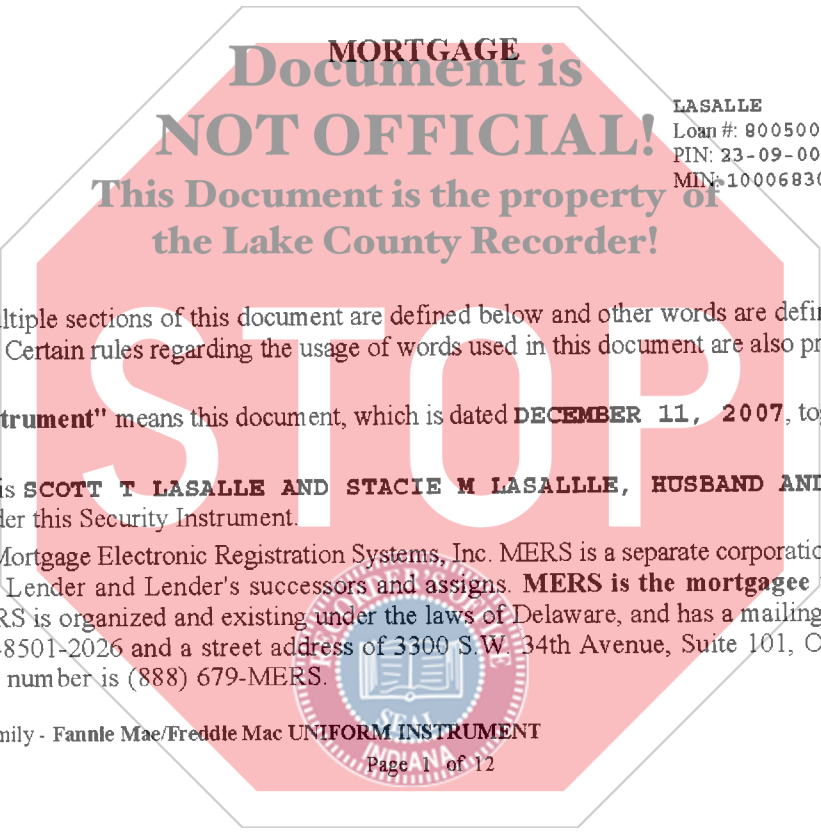 MORTGAGE
Document is
NOT OFFICIAL!
This Document is the property of
the Lake County Recorder!
LASALLE
Loan #: 800500
PIN: 23-09-00
MIN: 10006830
STOP
ltiple sections of this document are defined below and other words are defin
Certain rules regarding the usage of words used in this document are also pr
trument" means this document, which is dated DECEMBER 11, 2007, to
is SCOTT T LASALLE AND STACIE M LASALLLE, HUSBAND AND
der this Security Instrument.
Mortgage Electronic Registration Systems, Inc. MERS is a separate corporatio
Lender and Lender's successors and assigns. MERS is the mortgagee
RS is organized and existing under the laws of Delaware, and has a mailing
-8501-2026 and a street address of 3300 S.W. 34th Avenue, Suite 101, O
number is (888) 679-MERS.
mily - Fannie Mae/Freddie Mac UNIFORM INSTRUMENT
Page 1 of 12
RECORDER'S OFFICE
SEAL
INDIANA